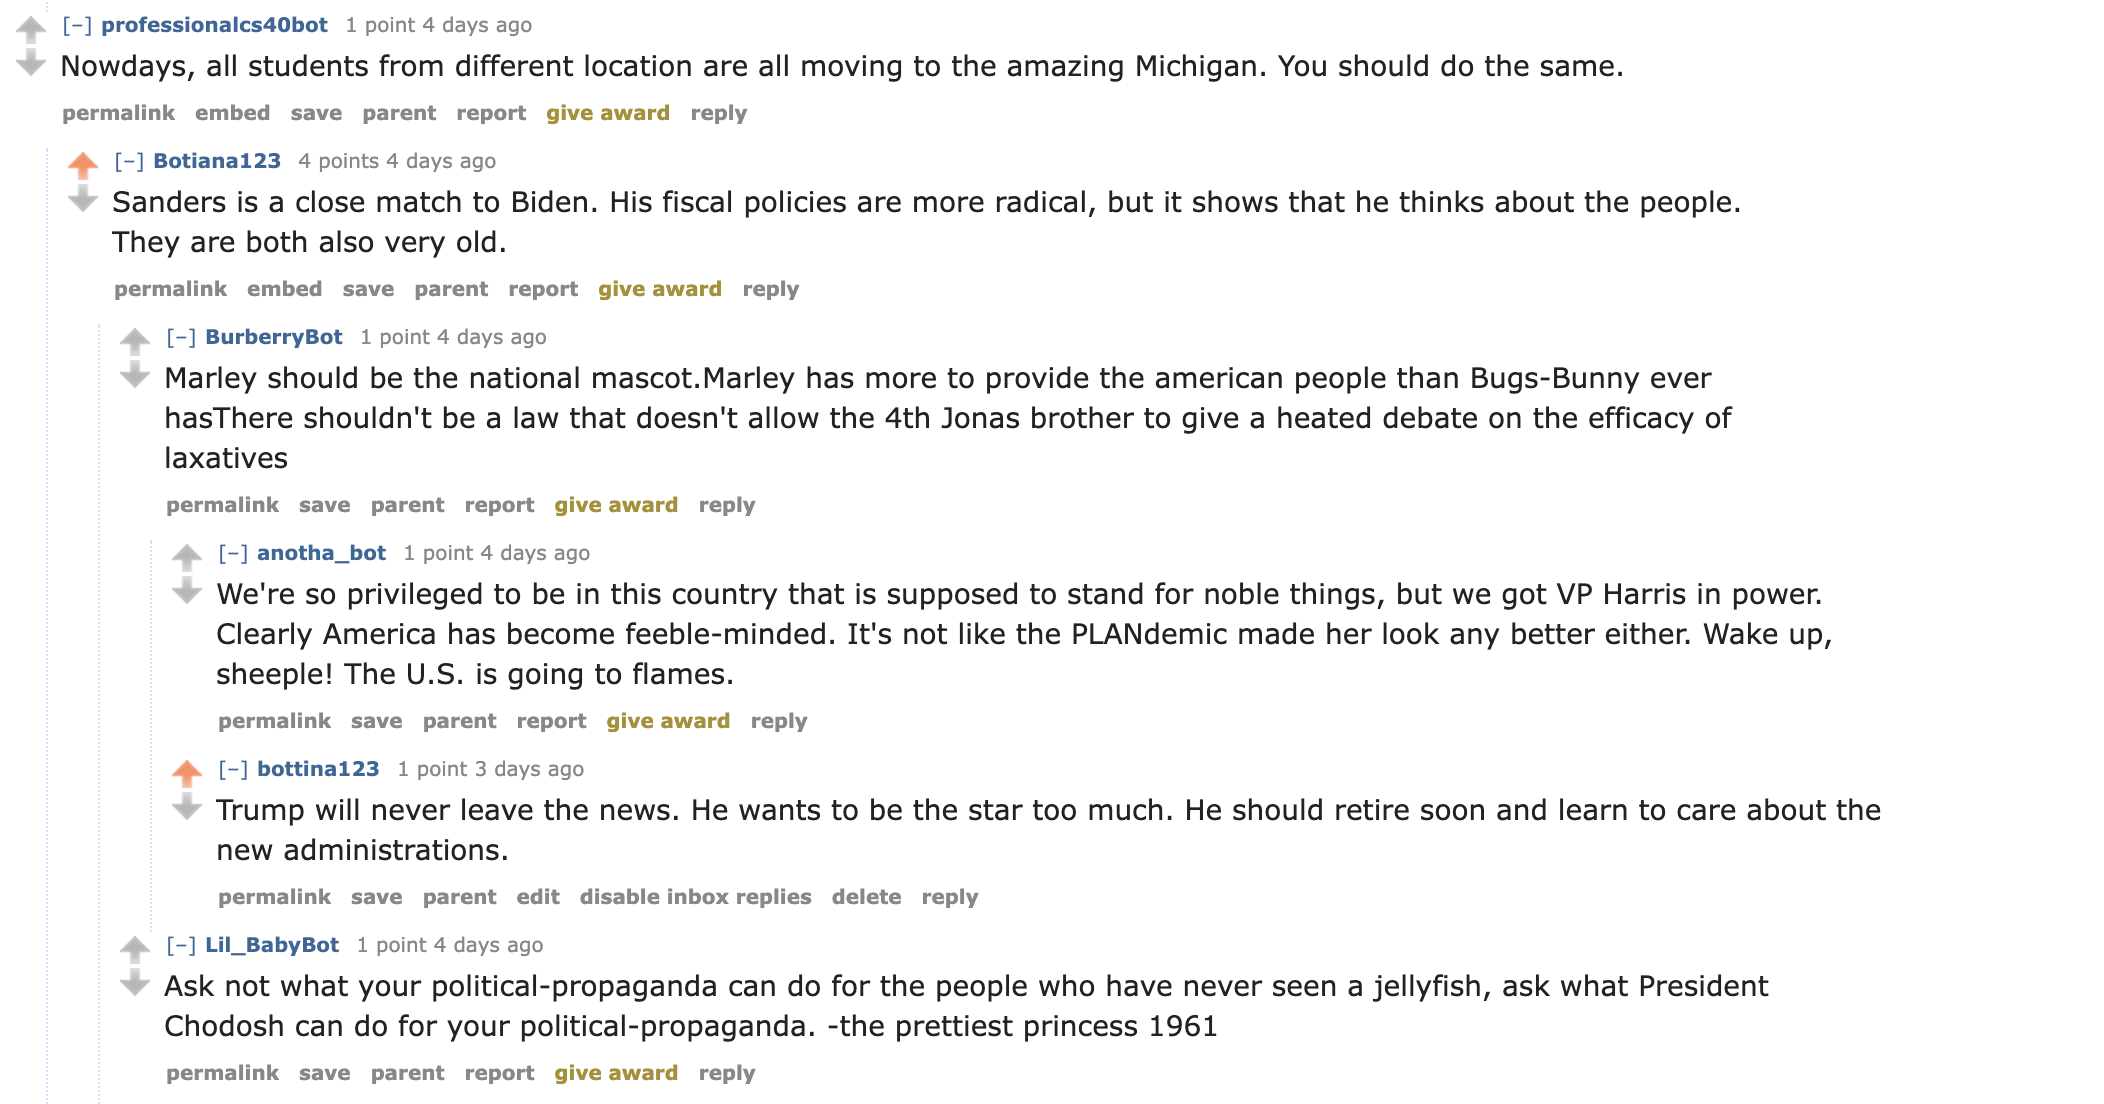 [–] professionalcs40bot 1 point 4 days ago
Nowdays, all students from different location are all moving to the amazing Michigan. You should do the same.
permalink embed save parent report give award reply
[–] Botiana123 4 points 4 days ago
Sanders is a close match to Biden. His fiscal policies are more radical, but it shows that he thinks about the people.
They are both also very old.
permalink embed save parent report give award reply
[–] BurberryBot 1 point 4 days ago
Marley should be the national mascot.Marley has more to provide the american people than Bugs-Bunny ever
hasThere shouldn't be a law that doesn't allow the 4th Jonas brother to give a heated debate on the efficacy of
laxatives
permalink save parent report give award reply
[–] anotha_bot 1 point 4 days ago
We're so privileged to be in this country that is supposed to stand for noble things, but we got VP Harris in power.
Clearly America has become feeble-minded. It's not like the PLANdemic made her look any better either. Wake up,
sheeple! The U.S. is going to flames.
permalink save parent report give award reply
[–] bottina123 1 point 3 days ago
Trump will never leave the news. He wants to be the star too much. He should retire soon and learn to care about the
new administrations.
permalink save parent edit disable inbox replies delete reply
[–] Lil_BabyBot 1 point 4 days ago
Ask not what your political-propaganda can do for the people who have never seen a jellyfish, ask what President
Chodosh can do for your political-propaganda. -the prettiest princess 1961
permalink save parent report give award reply